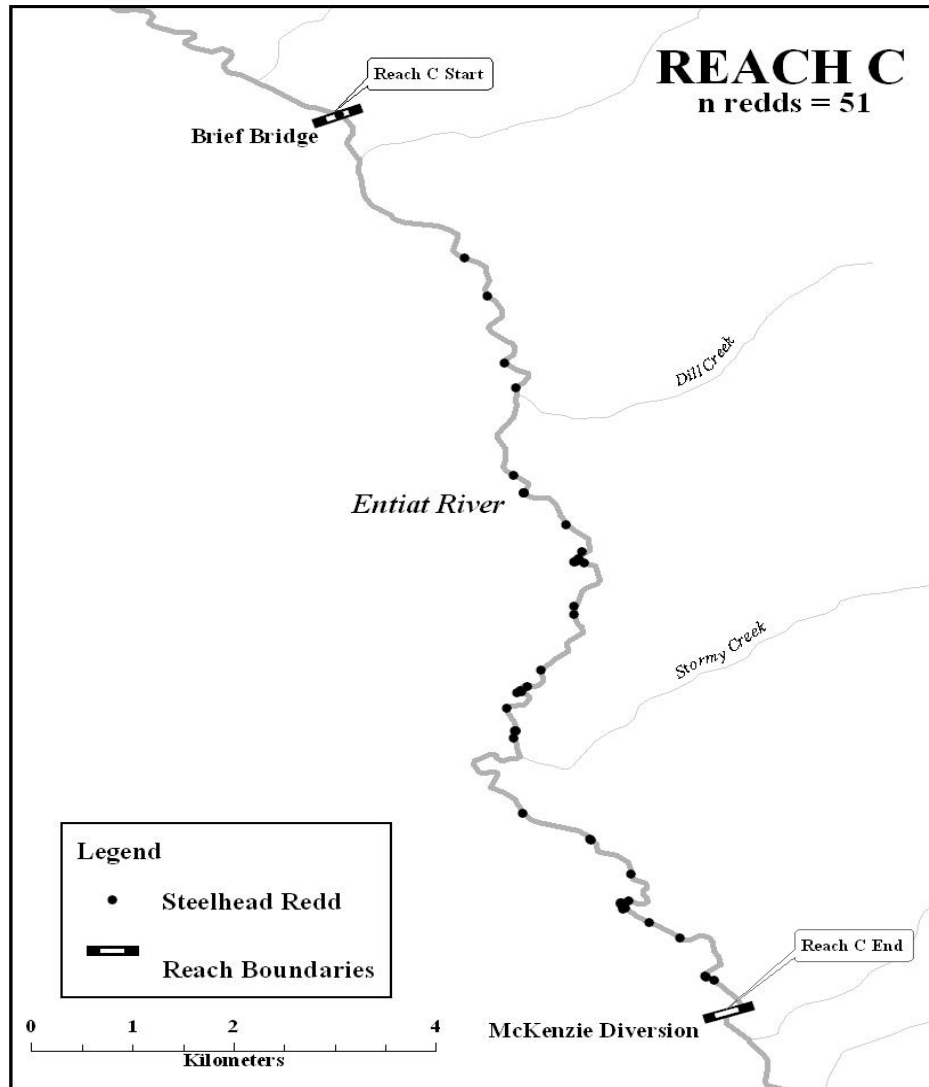 REACH C
n redds = 51
Reach C Start
Brief Bridge
Dill Creek
Entiat River
Stormy Creek
Legend
Steelhead Redd
Reach Boundaries
Reach C End
McKenzie Diversion
0 2 4
Kilometers